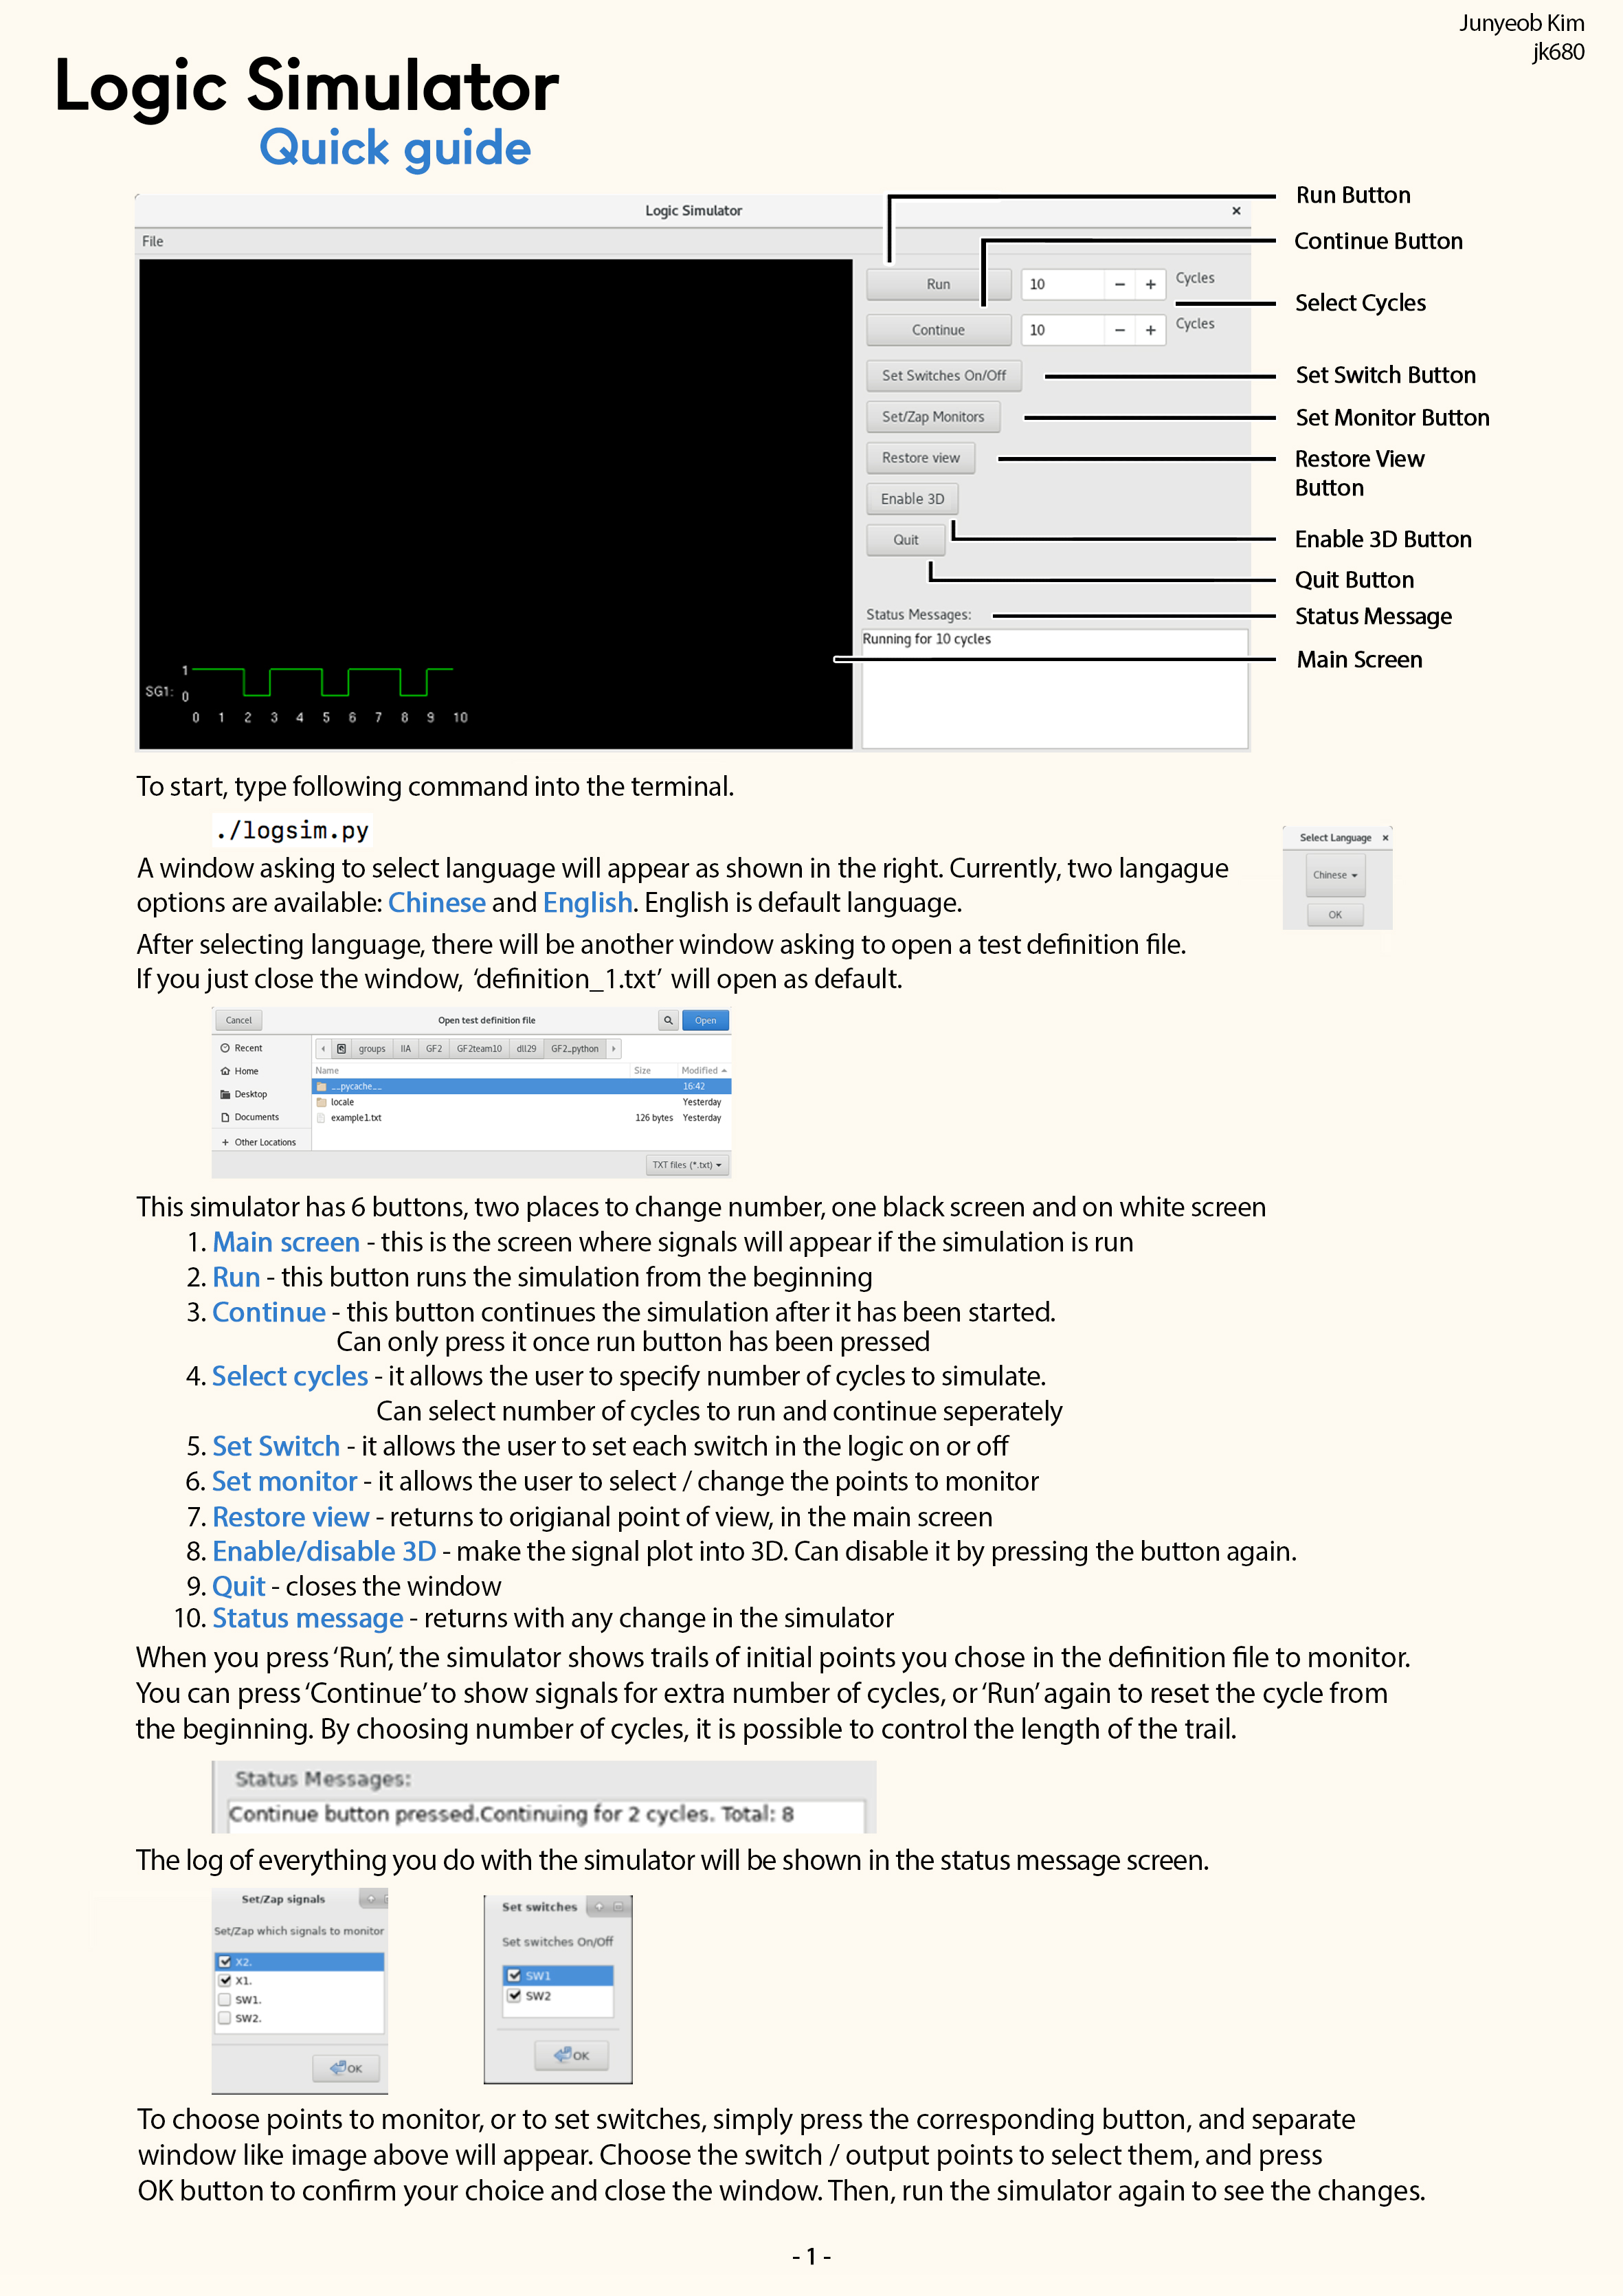 Junyeob Kim
jk680
Logic Simulator
Quick guide
Logic Simulator ×
File
Run 10 − + Cycles
Continue 10 − + Cycles
Set Switches On/Off
Set/Zap Monitors
Restore view
Enable 3D
Quit
Status Messages:
Running for 10 cycles
SG1: 1 0
0 1 2 3 4 5 6 7 8 9 10
Run Button
Continue Button
Select Cycles
Set Switch Button
Set Monitor Button
Restore View
Button
Enable 3D Button
Quit Button
Status Message
Main Screen
To start, type following command into the terminal.
./logsim.py
A window asking to select language will appear as shown in the right. Currently, two langague
options are available: Chinese and English. English is default language.
Select Language ×
Chinese
OK
After selecting language, there will be another window asking to open a test definition file.
If you just close the window, ‘definition_1.txt’ will open as default.
Cancel Open test definition file Open
Recent
Home
Desktop
Documents
+ Other Locations
groups IIA GF2 GF2team10 dll29 GF2_python
Name Size Modified
__pycache__ 16:42
locale Yesterday
example1.txt 126 bytes Yesterday
TXT files (*.txt)
This simulator has 6 buttons, two places to change number, one black screen and on white screen
1. Main screen - this is the screen where signals will appear if the simulation is run
2. Run - this button runs the simulation from the beginning
3. Continue - this button continues the simulation after it has been started.
Can only press it once run button has been pressed
4. Select cycles - it allows the user to specify number of cycles to simulate.
Can select number of cycles to run and continue seperately
5. Set Switch - it allows the user to set each switch in the logic on or off
6. Set monitor - it allows the user to select / change the points to monitor
7. Restore view - returns to origianal point of view, in the main screen
8. Enable/disable 3D - make the signal plot into 3D. Can disable it by pressing the button again.
9. Quit - closes the window
10. Status message - returns with any change in the simulator
When you press ‘Run’, the simulator shows trails of initial points you chose in the definition file to monitor.
You can press ‘Continue’ to show signals for extra number of cycles, or ‘Run’ again to reset the cycle from
the beginning. By choosing number of cycles, it is possible to control the length of the trail.
Status Messages:
Continue button pressed.Continuing for 2 cycles. Total: 8
The log of everything you do with the simulator will be shown in the status message screen.
Set/Zap signals
Set/Zap which signals to monitor
X2.
X1.
SW1.
SW2.
OK
Set switches
Set switches On/Off
SW1
SW2
OK
To choose points to monitor, or to set switches, simply press the corresponding button, and separate
window like image above will appear. Choose the switch / output points to select them, and press
OK button to confirm your choice and close the window. Then, run the simulator again to see the changes.
- 1 -